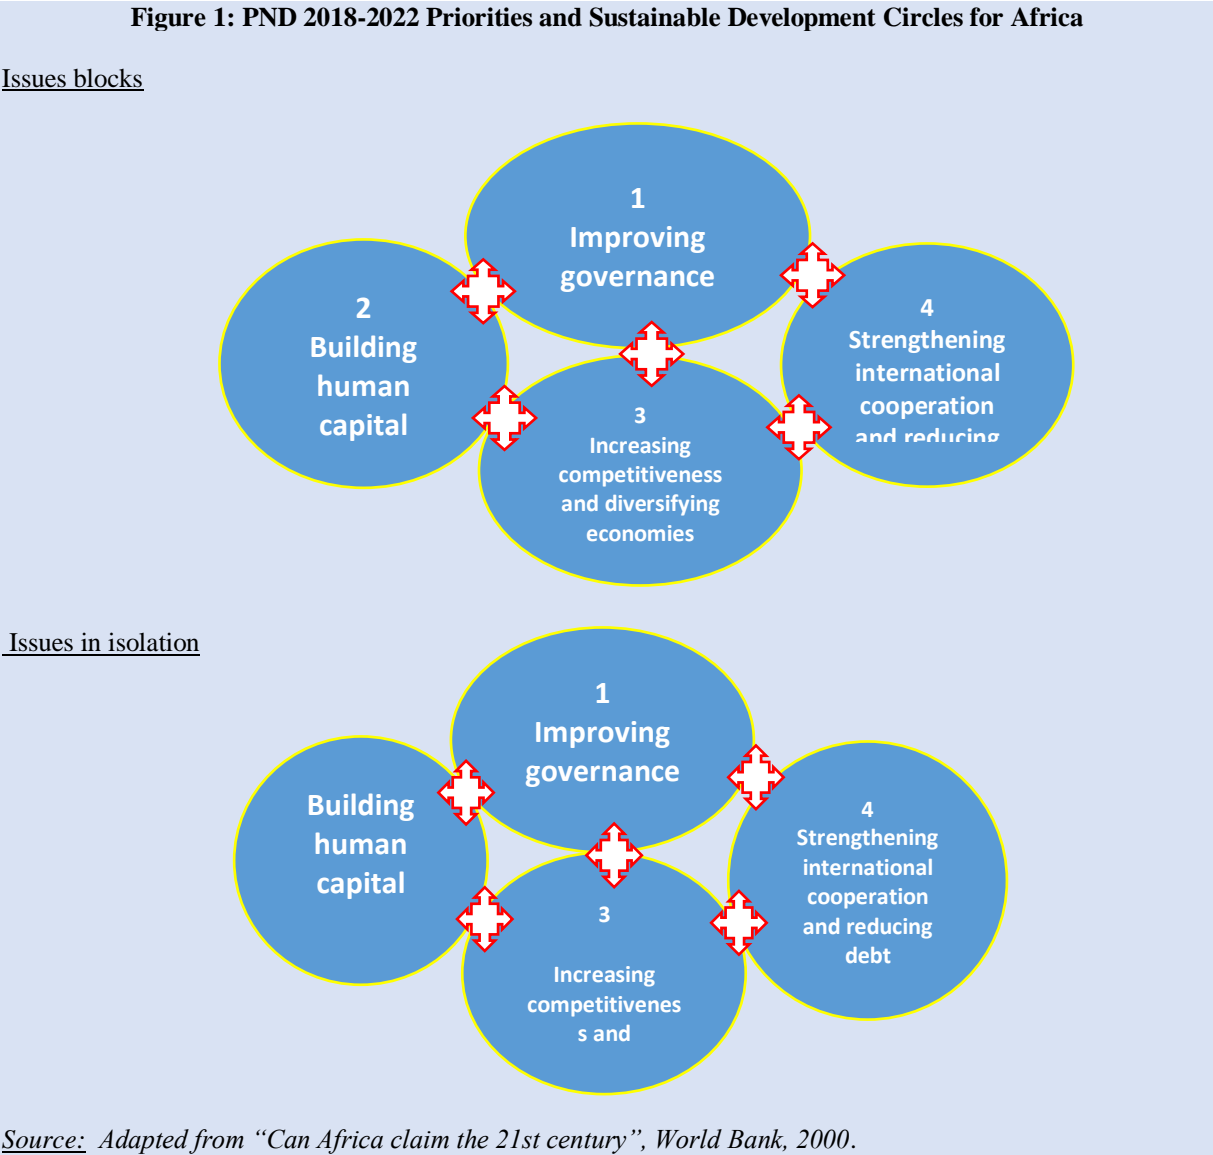 Figure 1: PND 2018-2022 Priorities and Sustainable Development Circles for Africa
Issues blocks
1
Improving
governance
2
Building
human
capital
3
Increasing
competitiveness
and diversifying
economies
4
Strengthening
international
cooperation
and reducing
Issues in isolation
1
Improving
governance
Building
human
capital
3
Increasing
competitivenes
s and
4
Strengthening
international
cooperation
and reducing
debt
Source: Adapted from “Can Africa claim the 21st century”, World Bank, 2000.